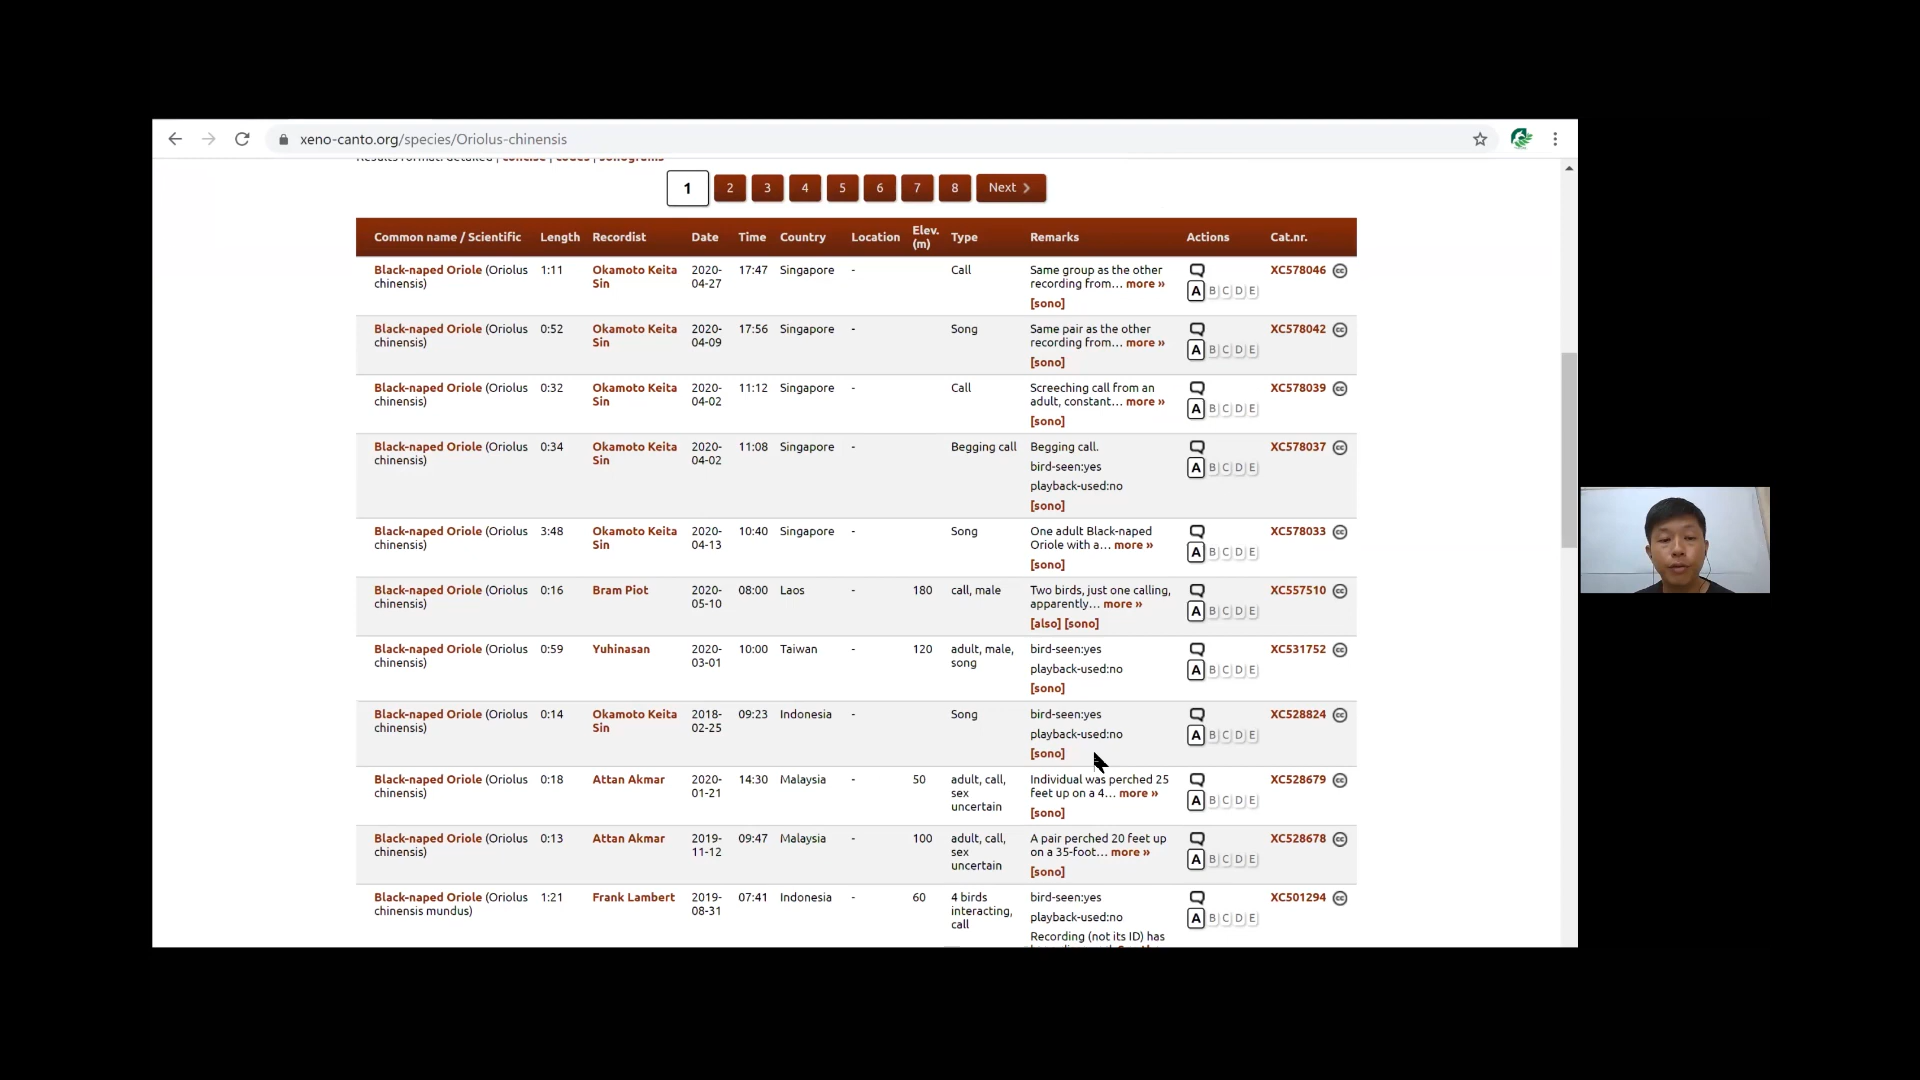 xeno-canto.org/species/Oriolus-chinensis
Results format: detailed | concise | codes | sonograms
1 2 3 4 5 6 7 8 Next
Common name / Scientific Length Recordist Date Time Country Location Elev. (m) Type Remarks Actions Cat.nr.
Black-naped Oriole (Oriolus 1:11 Okamoto Keita 2020- 17:47 Singapore - Call Same group as the other XC578046
chinensis) Sin 04-27 recording from... more »
A B C D E
[sono]
Black-naped Oriole (Oriolus 0:52 Okamoto Keita 2020- 17:56 Singapore - Song Same pair as the other XC578042
chinensis) Sin 04-09 recording from... more »
A B C D E
[sono]
Black-naped Oriole (Oriolus 0:32 Okamoto Keita 2020- 11:12 Singapore - Call Screeching call from an XC578039
chinensis) Sin 04-02 adult, constant... more »
A B C D E
[sono]
Black-naped Oriole (Oriolus 0:34 Okamoto Keita 2020- 11:08 Singapore - Begging call Begging call. XC578037
chinensis) Sin 04-02
bird-seen:yes A B C D E
playback-used:no
[sono]
Black-naped Oriole (Oriolus 3:48 Okamoto Keita 2020- 10:40 Singapore - Song One adult Black-naped XC578033
chinensis) Sin 04-13 Oriole with a... more »
A B C D E
[sono]
Black-naped Oriole (Oriolus 0:16 Bram Piot 2020- 08:00 Laos - 180 call, male Two birds, just one calling, XC557510
chinensis) 05-10 apparently... more »
A B C D E
[also] [sono]
Black-naped Oriole (Oriolus 0:59 Yuhinasan 2020- 10:00 Taiwan - 120 adult, male, bird-seen:yes XC531752
chinensis) 03-01 song
playback-used:no A B C D E
[sono]
Black-naped Oriole (Oriolus 0:14 Okamoto Keita 2018- 09:23 Indonesia - Song bird-seen:yes XC528824
chinensis) Sin 02-25
playback-used:no A B C D E
[sono]
Black-naped Oriole (Oriolus 0:18 Attan Akmar 2020- 14:30 Malaysia - 50 adult, call, Individual was perched 25 XC528679
chinensis) 01-21 sex feet up on a 4... more »
uncertain A B C D E
[sono]
Black-naped Oriole (Oriolus 0:13 Attan Akmar 2019- 09:47 Malaysia - 100 adult, call, A pair perched 20 feet up XC528678
chinensis) 11-12 sex on a 35-foot... more »
uncertain A B C D E
[sono]
Black-naped Oriole (Oriolus 1:21 Frank Lambert 2019- 07:41 Indonesia - 60 4 birds bird-seen:yes XC501294
chinensis mundus) 08-31 interacting,
playback-used:no A B C D E
call
Recording (not its ID) has